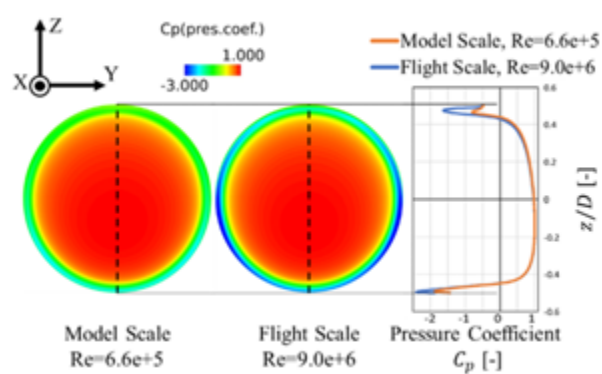 Z
X
Y
Cp(pres.coef.)
1.000
-3.000
Model Scale, Re=6.6e+5
Flight Scale, Re=9.0e+6
0.6
0.4
0.2
0
-0.2
-0.4
-0.6
z/D [-]
-2 -1 0 1
Model Scale
Re=6.6e+5
Flight Scale
Re=9.0e+6
Pressure Coefficient
Cₚ [-]